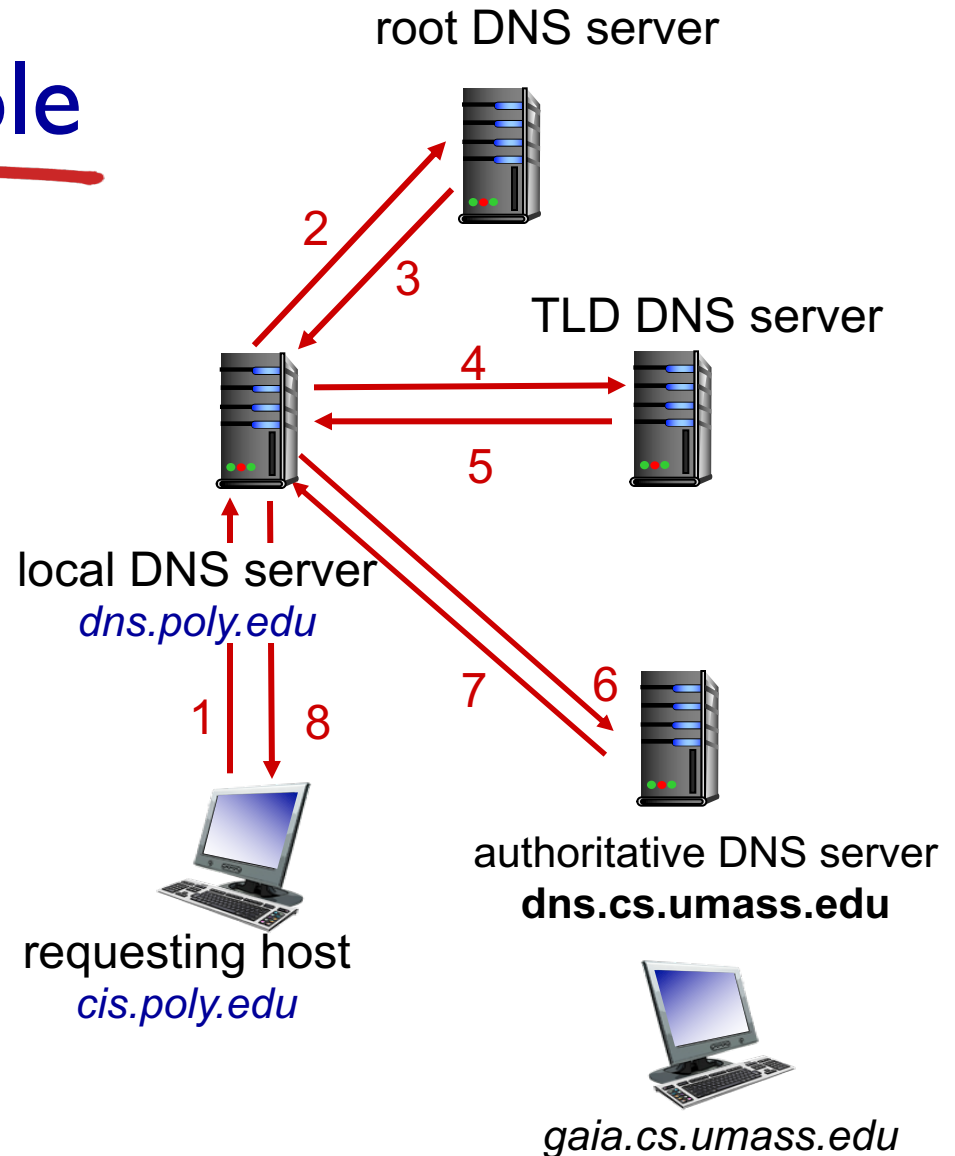 root DNS server
2
3
TLD DNS server
4
5
local DNS server
dns.poly.edu
1
8
7
6
requesting host
cis.poly.edu
authoritative DNS server
dns.cs.umass.edu
gaia.cs.umass.edu